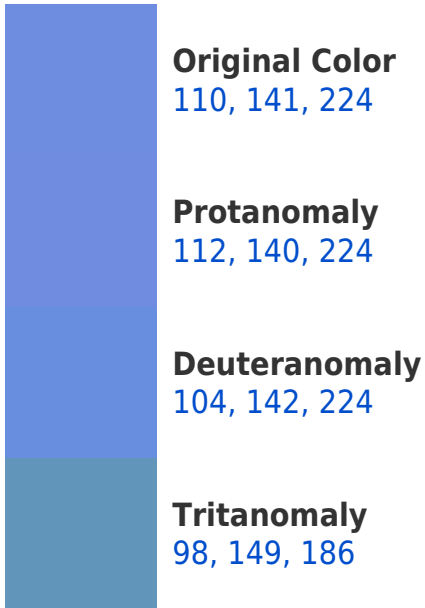 Original Color
110, 141, 224
Protanomaly
112, 140, 224
Deuteranomaly
104, 142, 224
Tritanomaly
98, 149, 186